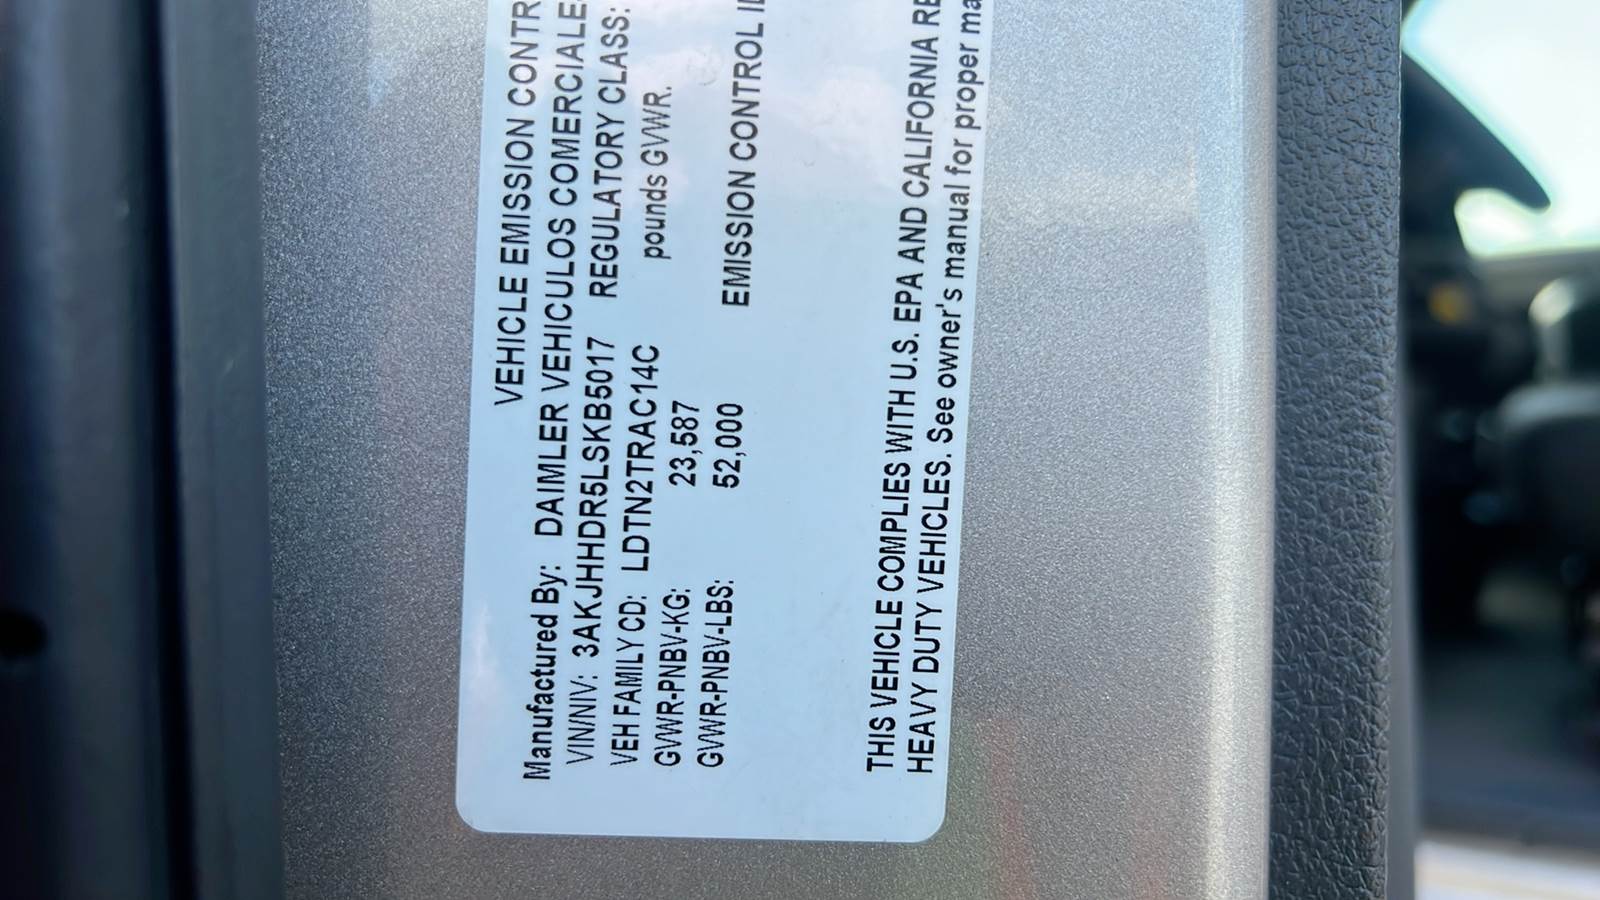 VEHICLE EMISSION CONTR
Manufactured By: DAIMLER VEHICULOS COMERCIALE
VIN/NIV: 3AKJHHDR5LSKB5017 REGULATORY CLASS:
VEH FAMILY CD: LDTN2TRAC14C pounds GVWR.
GVWR-PNBV-KG: 23,587
GVWR-PNBV-LBS: 52,000 EMISSION CONTROL
THIS VEHICLE COMPLIES WITH U.S. EPA AND CALIFORNIA RE
HEAVY DUTY VEHICLES. See owner's manual for proper ma